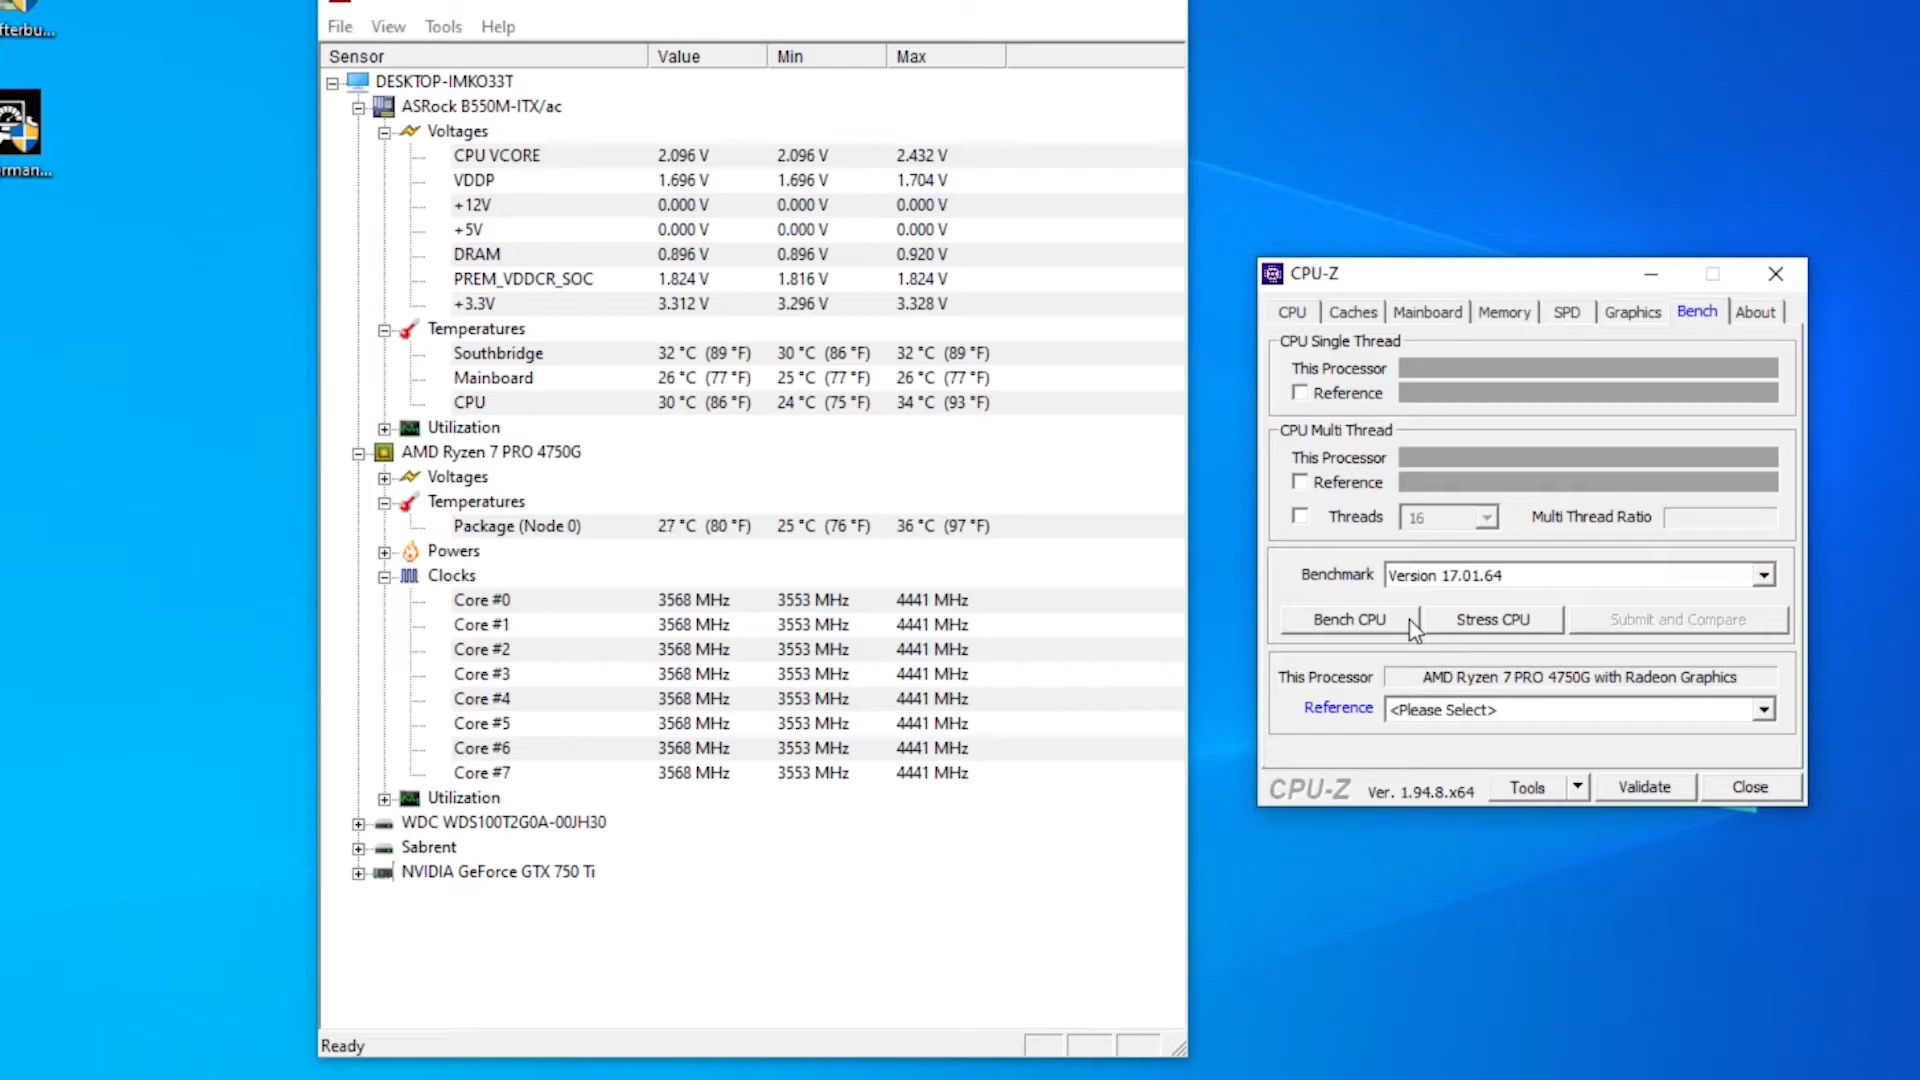 fterbu...
rman...
File View Tools Help
Sensor Value Min Max
DESKTOP-IMKO33T
ASRock B550M-ITX/ac
Voltages
CPU VCORE 2.096 V 2.096 V 2.432 V
VDDP 1.696 V 1.696 V 1.704 V
+12V 0.000 V 0.000 V 0.000 V
+5V 0.000 V 0.000 V 0.000 V
DRAM 0.896 V 0.896 V 0.920 V
PREM_VDDCR_SOC 1.824 V 1.816 V 1.824 V
+3.3V 3.312 V 3.296 V 3.328 V
Temperatures
Southbridge 32 °C (89 °F) 30 °C (86 °F) 32 °C (89 °F)
Mainboard 26 °C (77 °F) 25 °C (77 °F) 26 °C (77 °F)
CPU 30 °C (86 °F) 24 °C (75 °F) 34 °C (93 °F)
Utilization
AMD Ryzen 7 PRO 4750G
Voltages
Temperatures
Package (Node 0) 27 °C (80 °F) 25 °C (76 °F) 36 °C (97 °F)
Powers
Clocks
Core #0 3568 MHz 3553 MHz 4441 MHz
Core #1 3568 MHz 3553 MHz 4441 MHz
Core #2 3568 MHz 3553 MHz 4441 MHz
Core #3 3568 MHz 3553 MHz 4441 MHz
Core #4 3568 MHz 3553 MHz 4441 MHz
Core #5 3568 MHz 3553 MHz 4441 MHz
Core #6 3568 MHz 3553 MHz 4441 MHz
Core #7 3568 MHz 3553 MHz 4441 MHz
Utilization
WDC WDS100T2G0A-00JH30
Sabrent
NVIDIA GeForce GTX 750 Ti
Ready
CPU-Z
CPU Caches Mainboard Memory SPD Graphics Bench About
CPU Single Thread
This Processor
Reference
CPU Multi Thread
This Processor
Reference
Threads 16 Multi Thread Ratio
Benchmark Version 17.01.64
Bench CPU Stress CPU Submit and Compare
This Processor AMD Ryzen 7 PRO 4750G with Radeon Graphics
Reference <Please Select>
CPU-Z Ver. 1.94.8.x64 Tools Validate Close